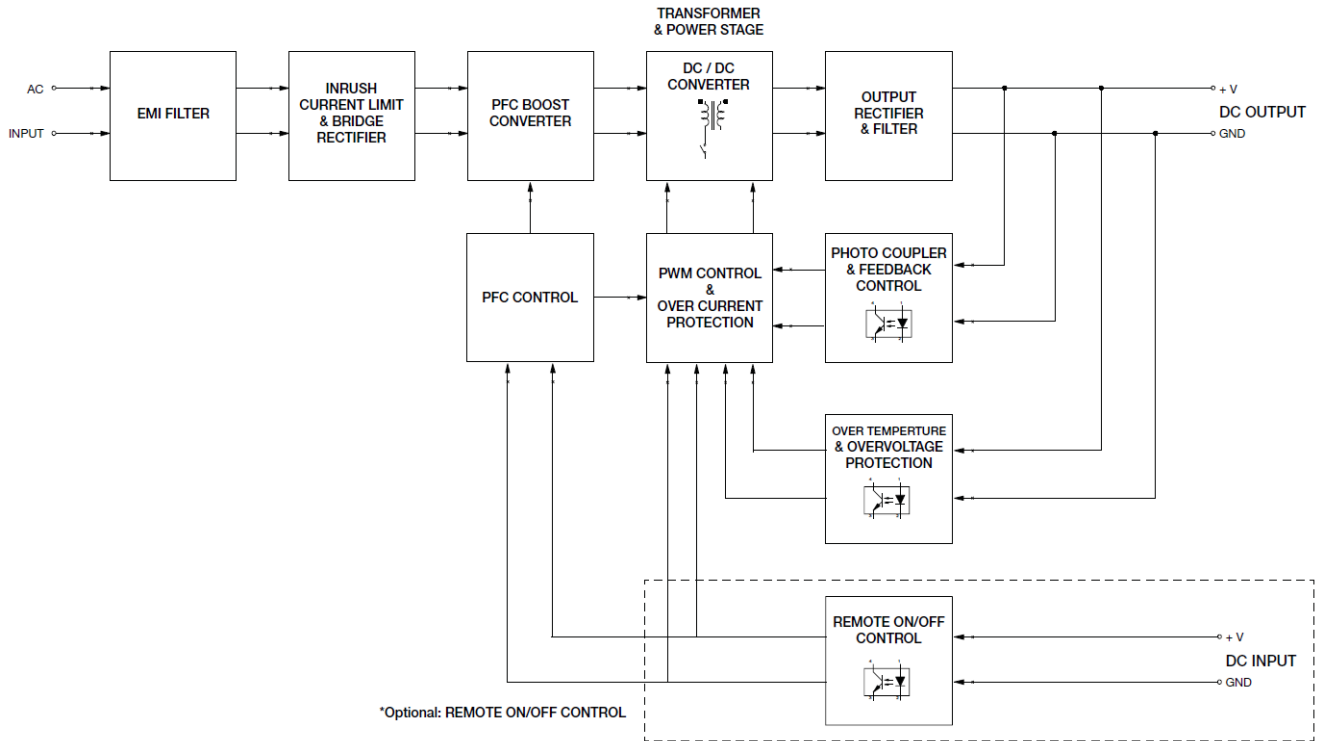 TRANSFORMER
& POWER STAGE
AC
INPUT
EMI FILTER
INRUSH
CURRENT LIMIT
& BRIDGE
RECTIFIER
PFC BOOST
CONVERTER
DC / DC
CONVERTER
OUTPUT
RECTIFIER
& FILTER
+ V
DC OUTPUT
GND
PFC CONTROL
PWM CONTROL
&
OVER CURRENT
PROTECTION
PHOTO COUPLER
& FEEDBACK
CONTROL
OVER TEMPERTURE
& OVERVOLTAGE
PROTECTION
REMOTE ON/OFF
CONTROL
+ V
DC INPUT
GND
*Optional: REMOTE ON/OFF CONTROL